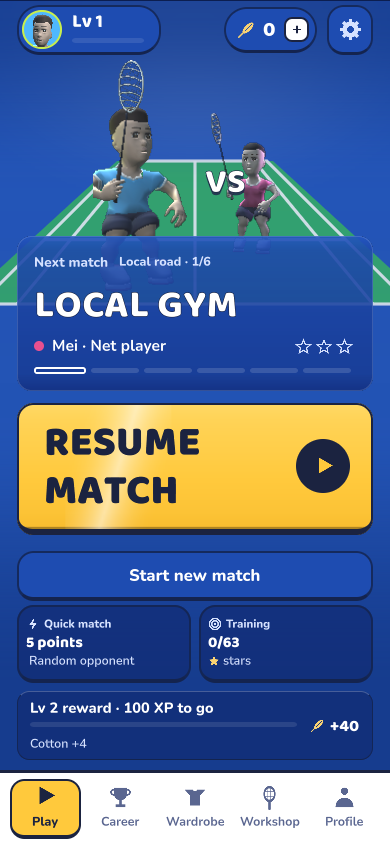 Lv 1
0
+
VS
Next match Local road · 1/6
LOCAL GYM
Mei · Net player
RESUME
MATCH
Start new match
Quick match
5 points
Random opponent
Training
0/63
stars
Lv 2 reward · 100 XP to go
+40
Cotton +4
Play
Career
Wardrobe
Workshop
Profile